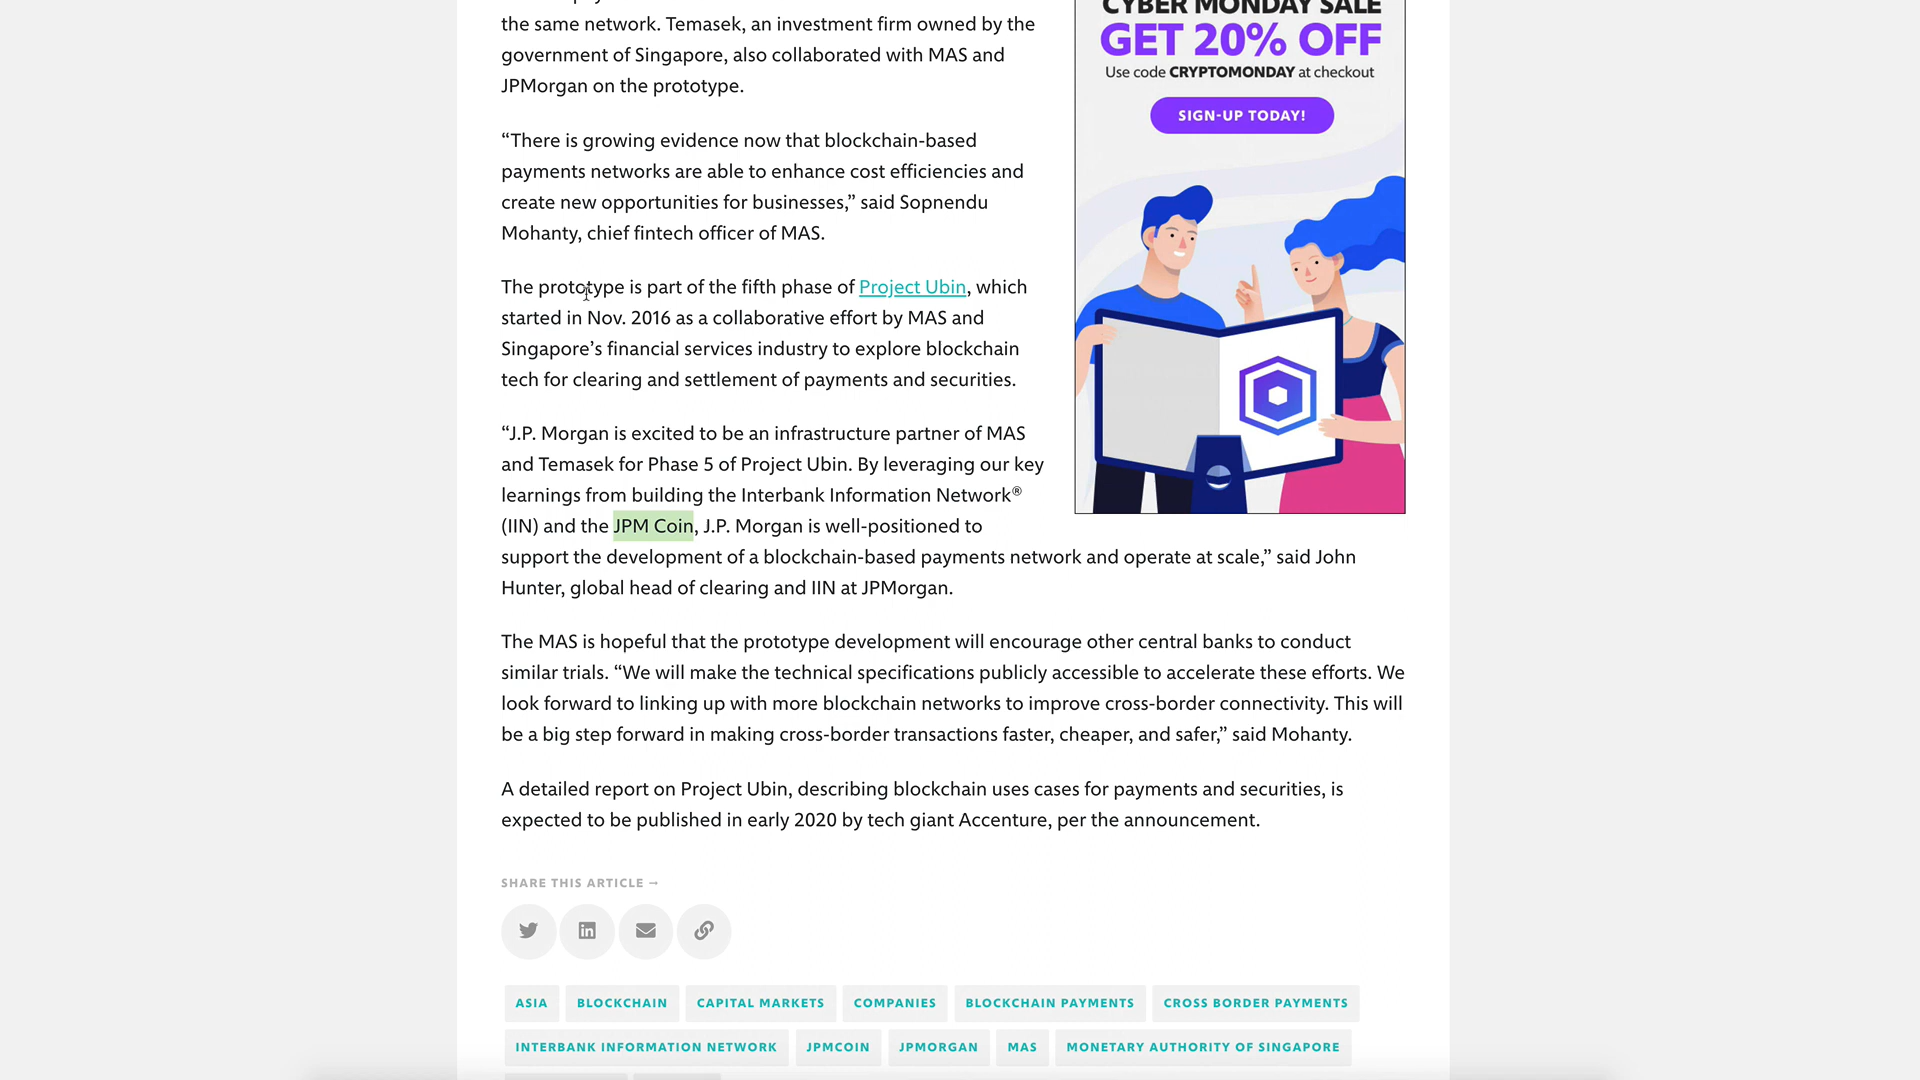 the same network. Temasek, an investment firm owned by the
government of Singapore, also collaborated with MAS and
JPMorgan on the prototype.
“There is growing evidence now that blockchain-based
payments networks are able to enhance cost efficiencies and
create new opportunities for businesses,” said Sopnendu
Mohanty, chief fintech officer of MAS.
The prototype is part of the fifth phase of Project Ubin, which
started in Nov. 2016 as a collaborative effort by MAS and
Singapore’s financial services industry to explore blockchain
tech for clearing and settlement of payments and securities.
“J.P. Morgan is excited to be an infrastructure partner of MAS
and Temasek for Phase 5 of Project Ubin. By leveraging our key
learnings from building the Interbank Information Network®
(IIN) and the JPM Coin, J.P. Morgan is well-positioned to
support the development of a blockchain-based payments network and operate at scale,” said John
Hunter, global head of clearing and IIN at JPMorgan.
The MAS is hopeful that the prototype development will encourage other central banks to conduct
similar trials. “We will make the technical specifications publicly accessible to accelerate these efforts. We
look forward to linking up with more blockchain networks to improve cross-border connectivity. This will
be a big step forward in making cross-border transactions faster, cheaper, and safer,” said Mohanty.
A detailed report on Project Ubin, describing blockchain uses cases for payments and securities, is
expected to be published in early 2020 by tech giant Accenture, per the announcement.
SHARE THIS ARTICLE →
ASIA BLOCKCHAIN CAPITAL MARKETS COMPANIES BLOCKCHAIN PAYMENTS CROSS BORDER PAYMENTS
INTERBANK INFORMATION NETWORK JPMCOIN JPMORGAN MAS MONETARY AUTHORITY OF SINGAPORE
CYBER MONDAY SALE
GET 20% OFF
Use code CRYPTOMONDAY at checkout
SIGN-UP TODAY!